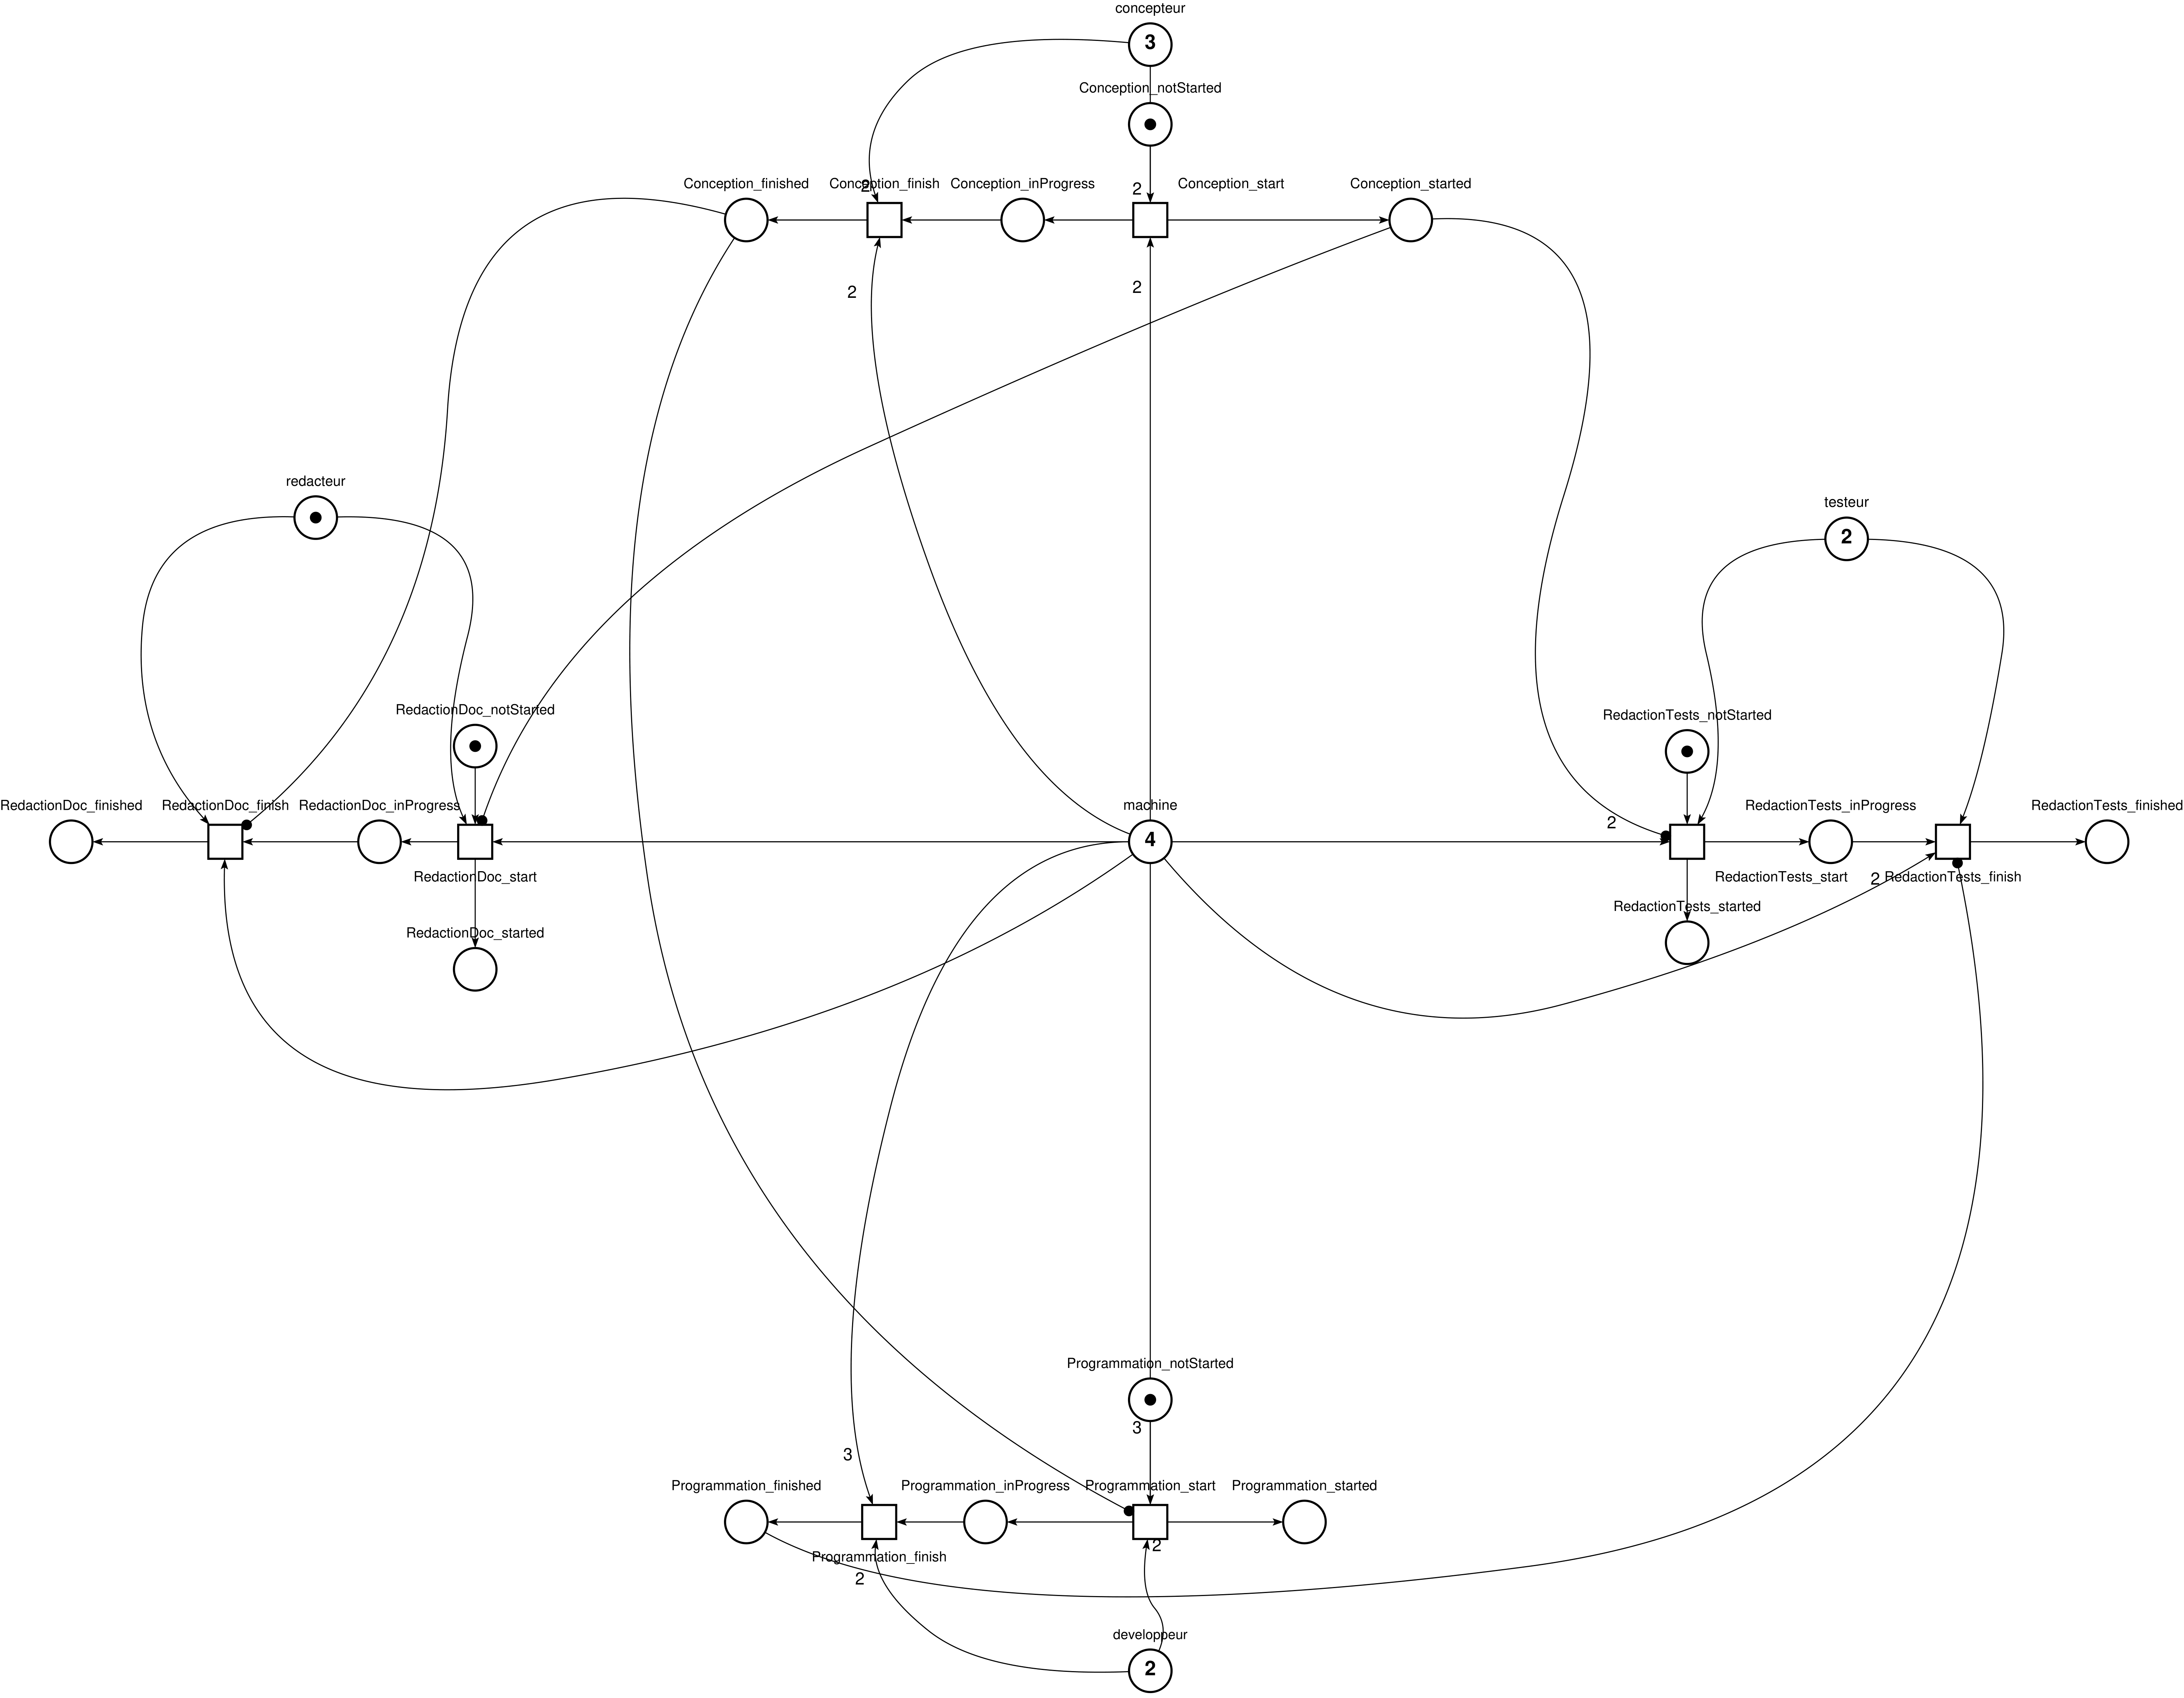 concepteur
3
Conception_notStarted
Conception_finished
Conception_finish
Conception_inProgress
Conception_start
Conception_started
2
2
2
2
redacteur
testeur
2
RedactionDoc_notStarted
RedactionTests_notStarted
RedactionDoc_finished
RedactionDoc_finish
RedactionDoc_inProgress
machine
4
2
RedactionTests_inProgress
RedactionTests_finished
RedactionDoc_start
RedactionTests_start
2
RedactionTests_finish
RedactionDoc_started
RedactionTests_started
Programmation_notStarted
3
3
Programmation_finished
Programmation_inProgress
Programmation_start
Programmation_started
2
Programmation_finish
2
developpeur
2